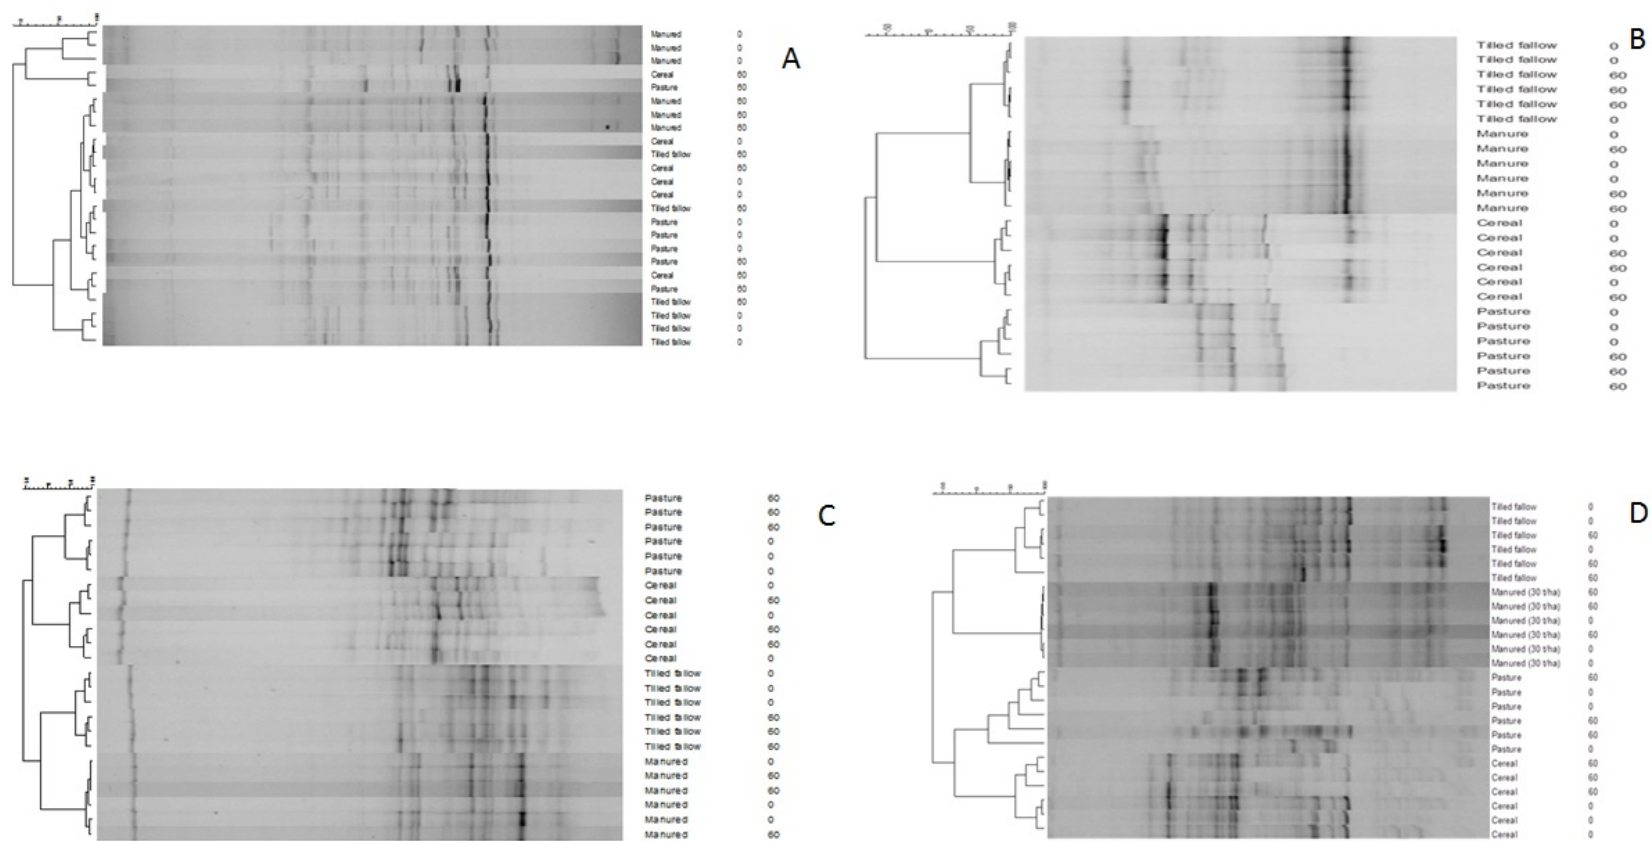 A
Manured 0
Manured 0
Manured 0
Cereal 60
Pasture 60
Manured 60
Manured 60
Manured 60
Cereal 0
Tilled fallow 60
Cereal 60
Cereal 0
Cereal 0
Tilled fallow 60
Pasture 0
Pasture 0
Pasture 0
Pasture 60
Cereal 60
Pasture 60
Tilled fallow 60
Tilled fallow 0
Tilled fallow 0
Tilled fallow 0
B
-50 0 50 100
Tilled fallow 0
Tilled fallow 0
Tilled fallow 60
Tilled fallow 60
Tilled fallow 60
Tilled fallow 0
Manure 0
Manure 60
Manure 0
Manure 0
Manure 60
Manure 60
Cereal 0
Cereal 0
Cereal 60
Cereal 60
Cereal 0
Cereal 60
Pasture 0
Pasture 0
Pasture 0
Pasture 60
Pasture 60
Pasture 60
C
Pasture 60
Pasture 60
Pasture 60
Pasture 0
Pasture 0
Pasture 0
Cereal 0
Cereal 60
Cereal 0
Cereal 60
Cereal 60
Cereal 0
Tilled fallow 0
Tilled fallow 0
Tilled fallow 0
Tilled fallow 60
Tilled fallow 60
Tilled fallow 60
Manured 0
Manured 60
Manured 60
Manured 0
Manured 0
Manured 60
D
Tilled fallow 0
Tilled fallow 0
Tilled fallow 60
Tilled fallow 0
Tilled fallow 60
Tilled fallow 60
Manured (30 t/ha) 60
Manured (30 t/ha) 60
Manured (30 t/ha) 0
Manured (30 t/ha) 60
Manured (30 t/ha) 0
Manured (30 t/ha) 0
Pasture 60
Pasture 0
Pasture 0
Pasture 60
Pasture 60
Pasture 0
Cereal 60
Cereal 60
Cereal 60
Cereal 0
Cereal 0
Cereal 0